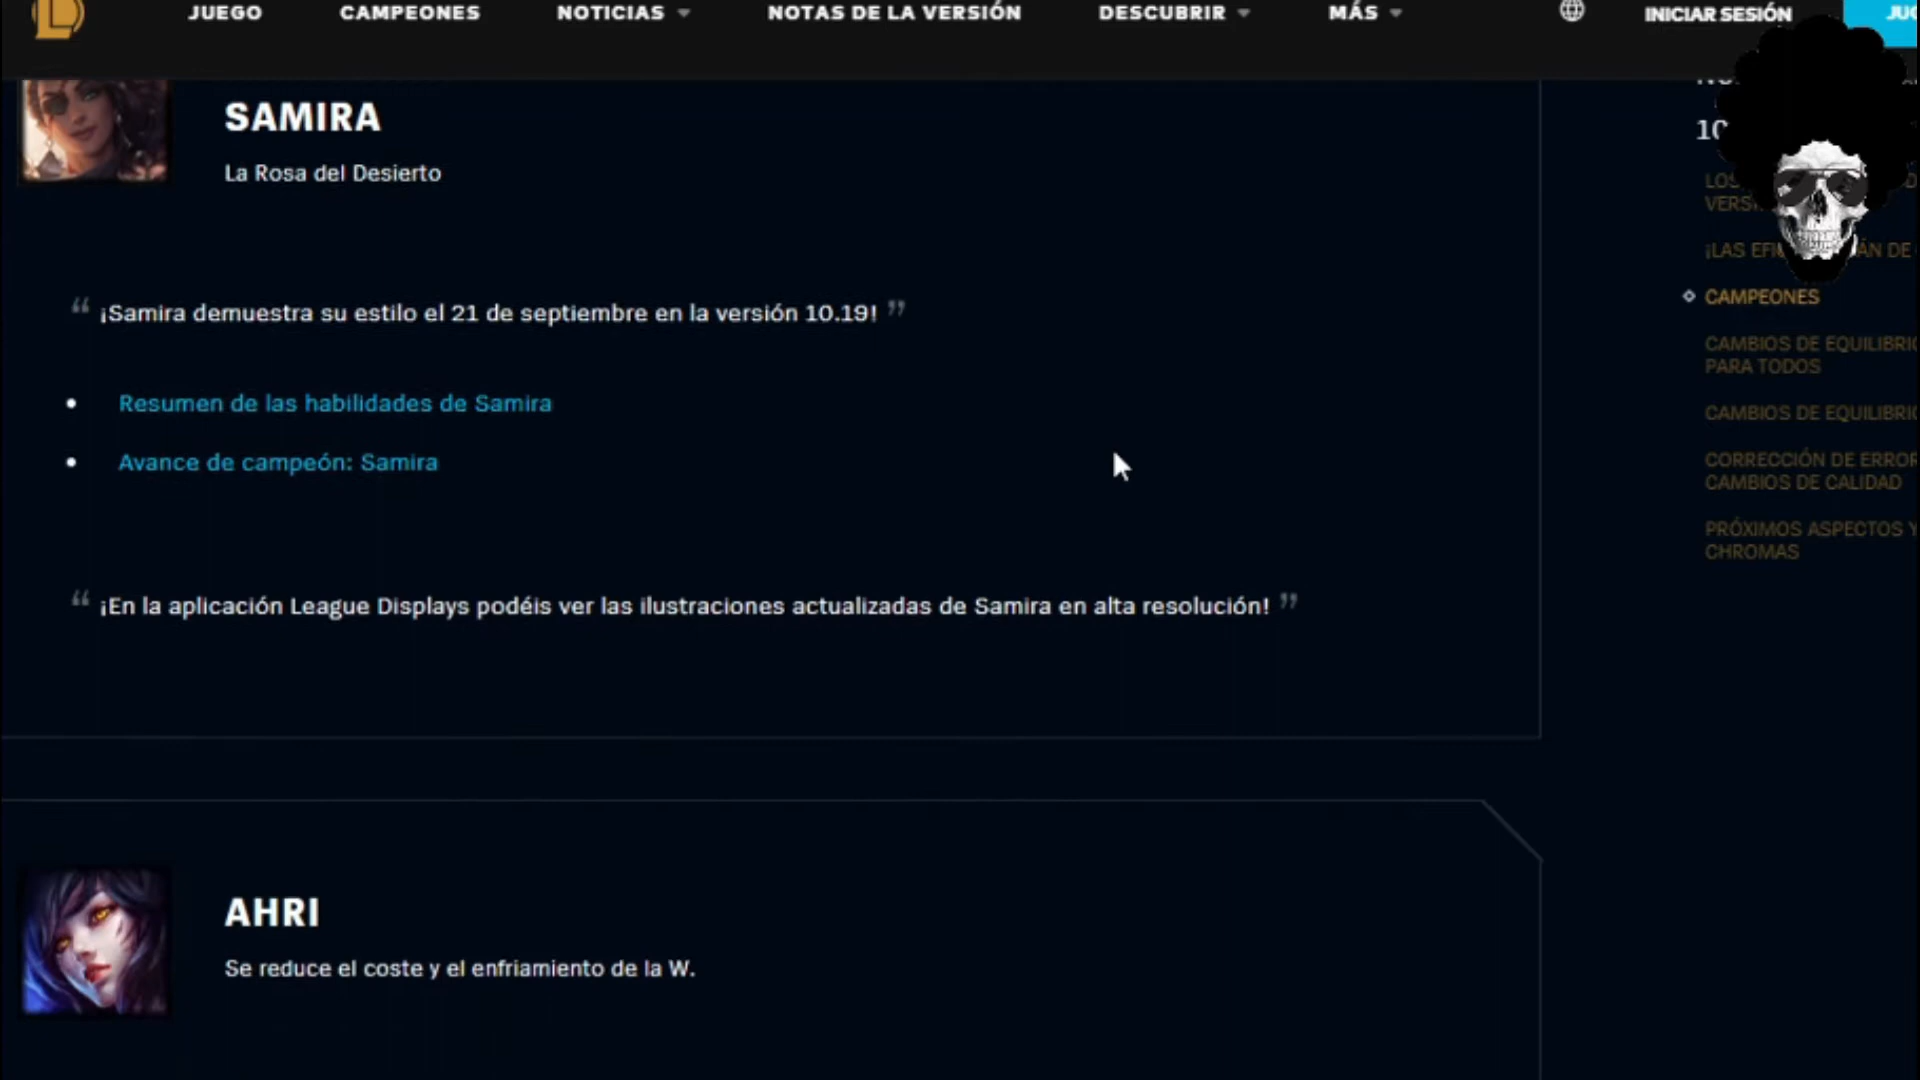 JUEGO CAMPEONES NOTICIAS NOTAS DE LA VERSIÓN DESCUBRIR MÁS INICIAR SESIÓN
SAMIRA
La Rosa del Desierto
“ ¡Samira demuestra su estilo el 21 de septiembre en la versión 10.19! ”
• Resumen de las habilidades de Samira
• Avance de campeón: Samira
“ ¡En la aplicación League Displays podéis ver las ilustraciones actualizadas de Samira en alta resolución! ”
AHRI
Se reduce el coste y el enfriamiento de la W.
10
LOS
¡LAS
DE
CAMPEONES
CAMBIOS DE
PARA TODOS
CAMBIOS DE
CORRECCIÓN DE
CAMBIOS DE CALIDAD
PRÓXIMOS ASPECTOS Y
CHROMAS